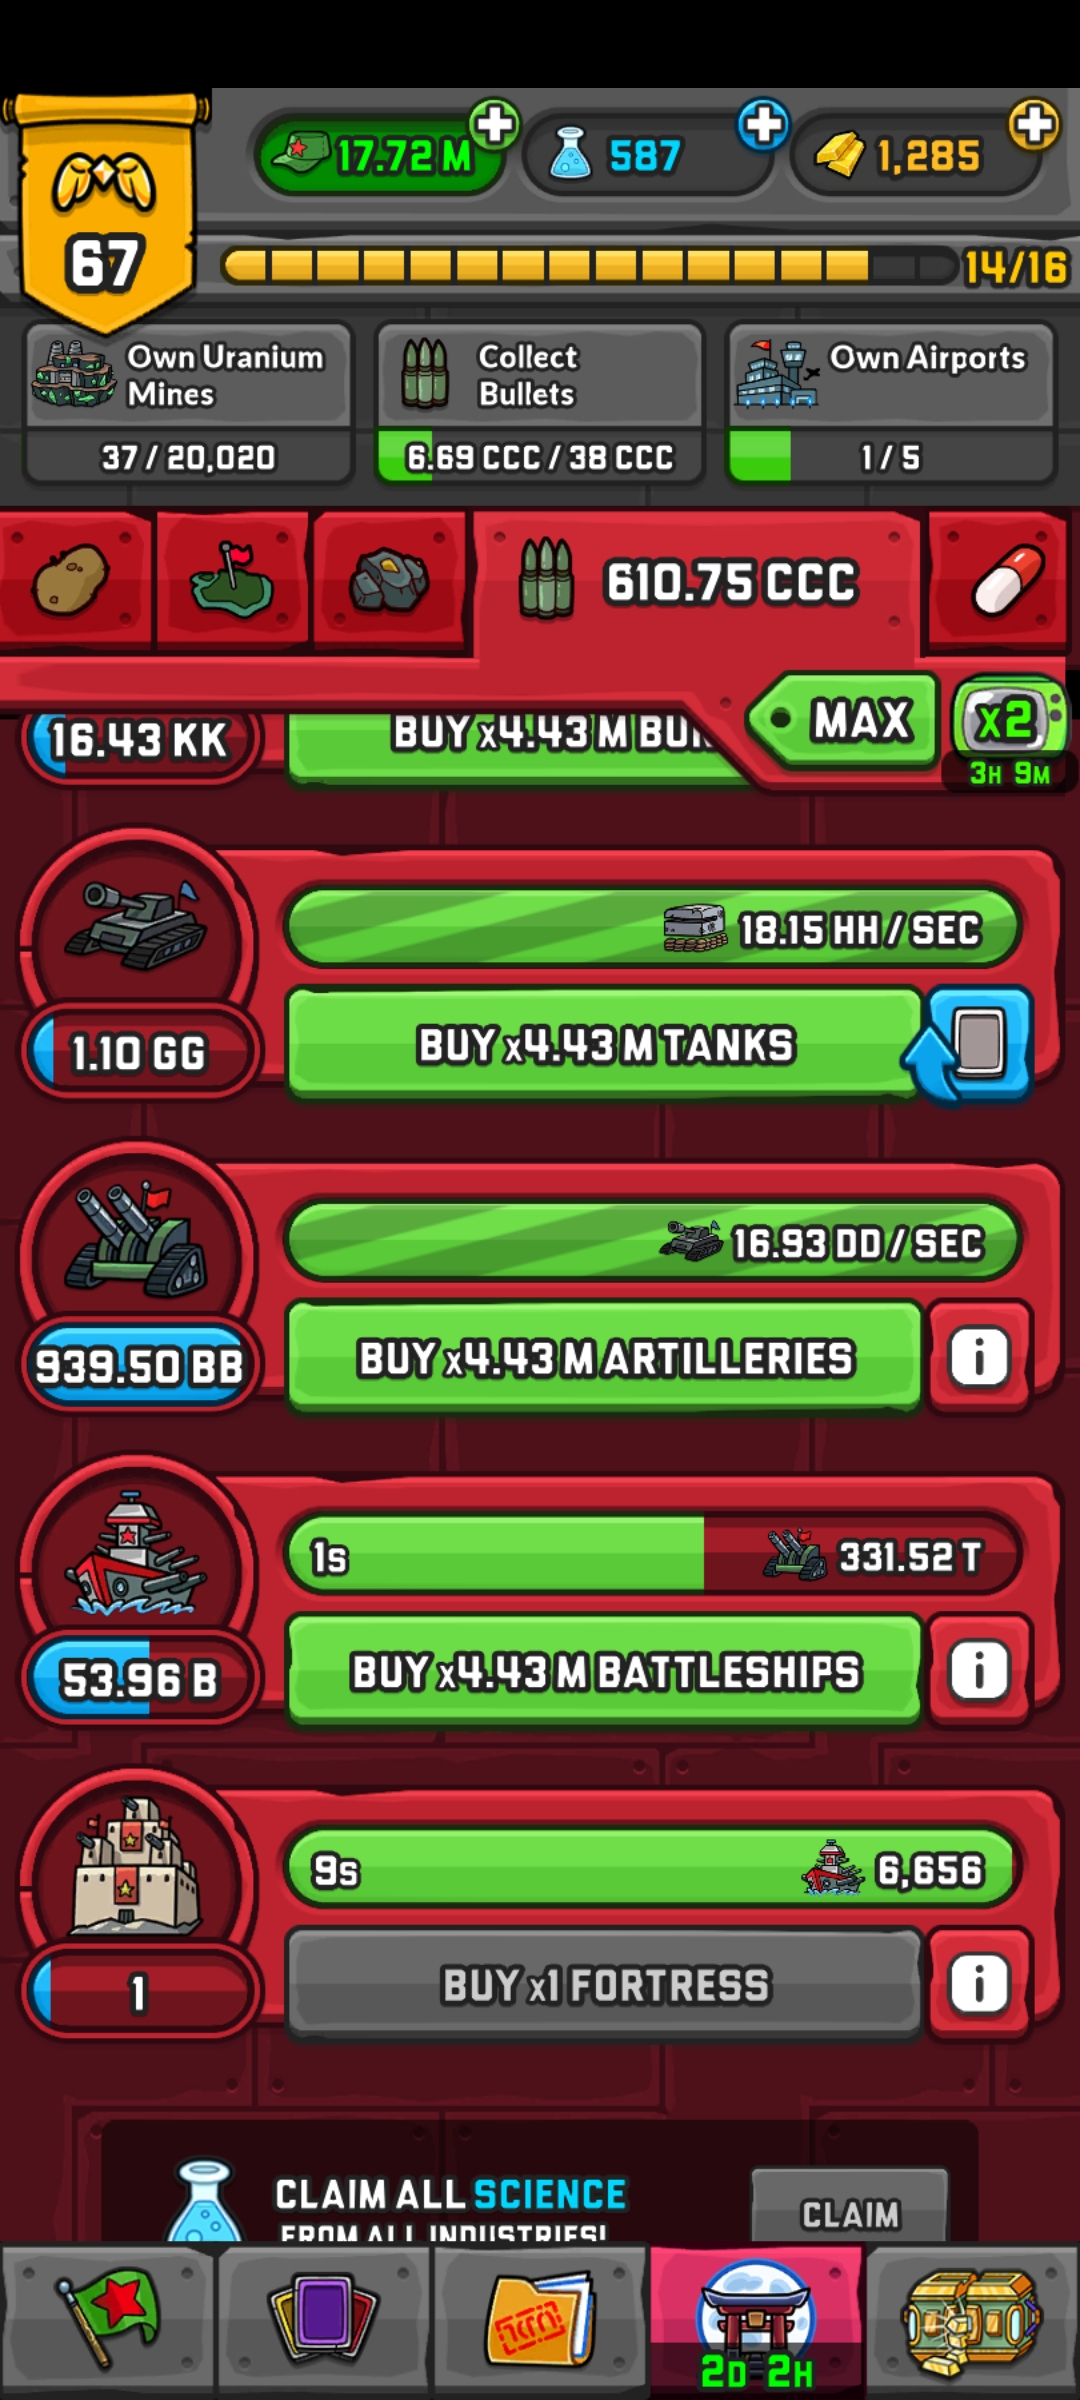 17.72 M
587
1,285
67
14/16
Own Uranium
Mines
37 / 20,020
Collect
Bullets
6.69 CCC / 38 CCC
Own Airports
1 / 5
610.75 CCC
MAX
x2
3H 9M
16.43 KK
BUY x4.43 M
18.15 HH / SEC
1.10 GG
BUY x4.43 M TANKS
16.93 DD / SEC
939.50 BB
BUY x4.43 M ARTILLERIES
i
1s
331.52 T
53.96 B
BUY x4.43 M BATTLESHIPS
i
9s
6,656
1
BUY x1 FORTRESS
i
CLAIM ALL SCIENCE
FROM ALL INDUSTRIES!
CLAIM
2D 2H